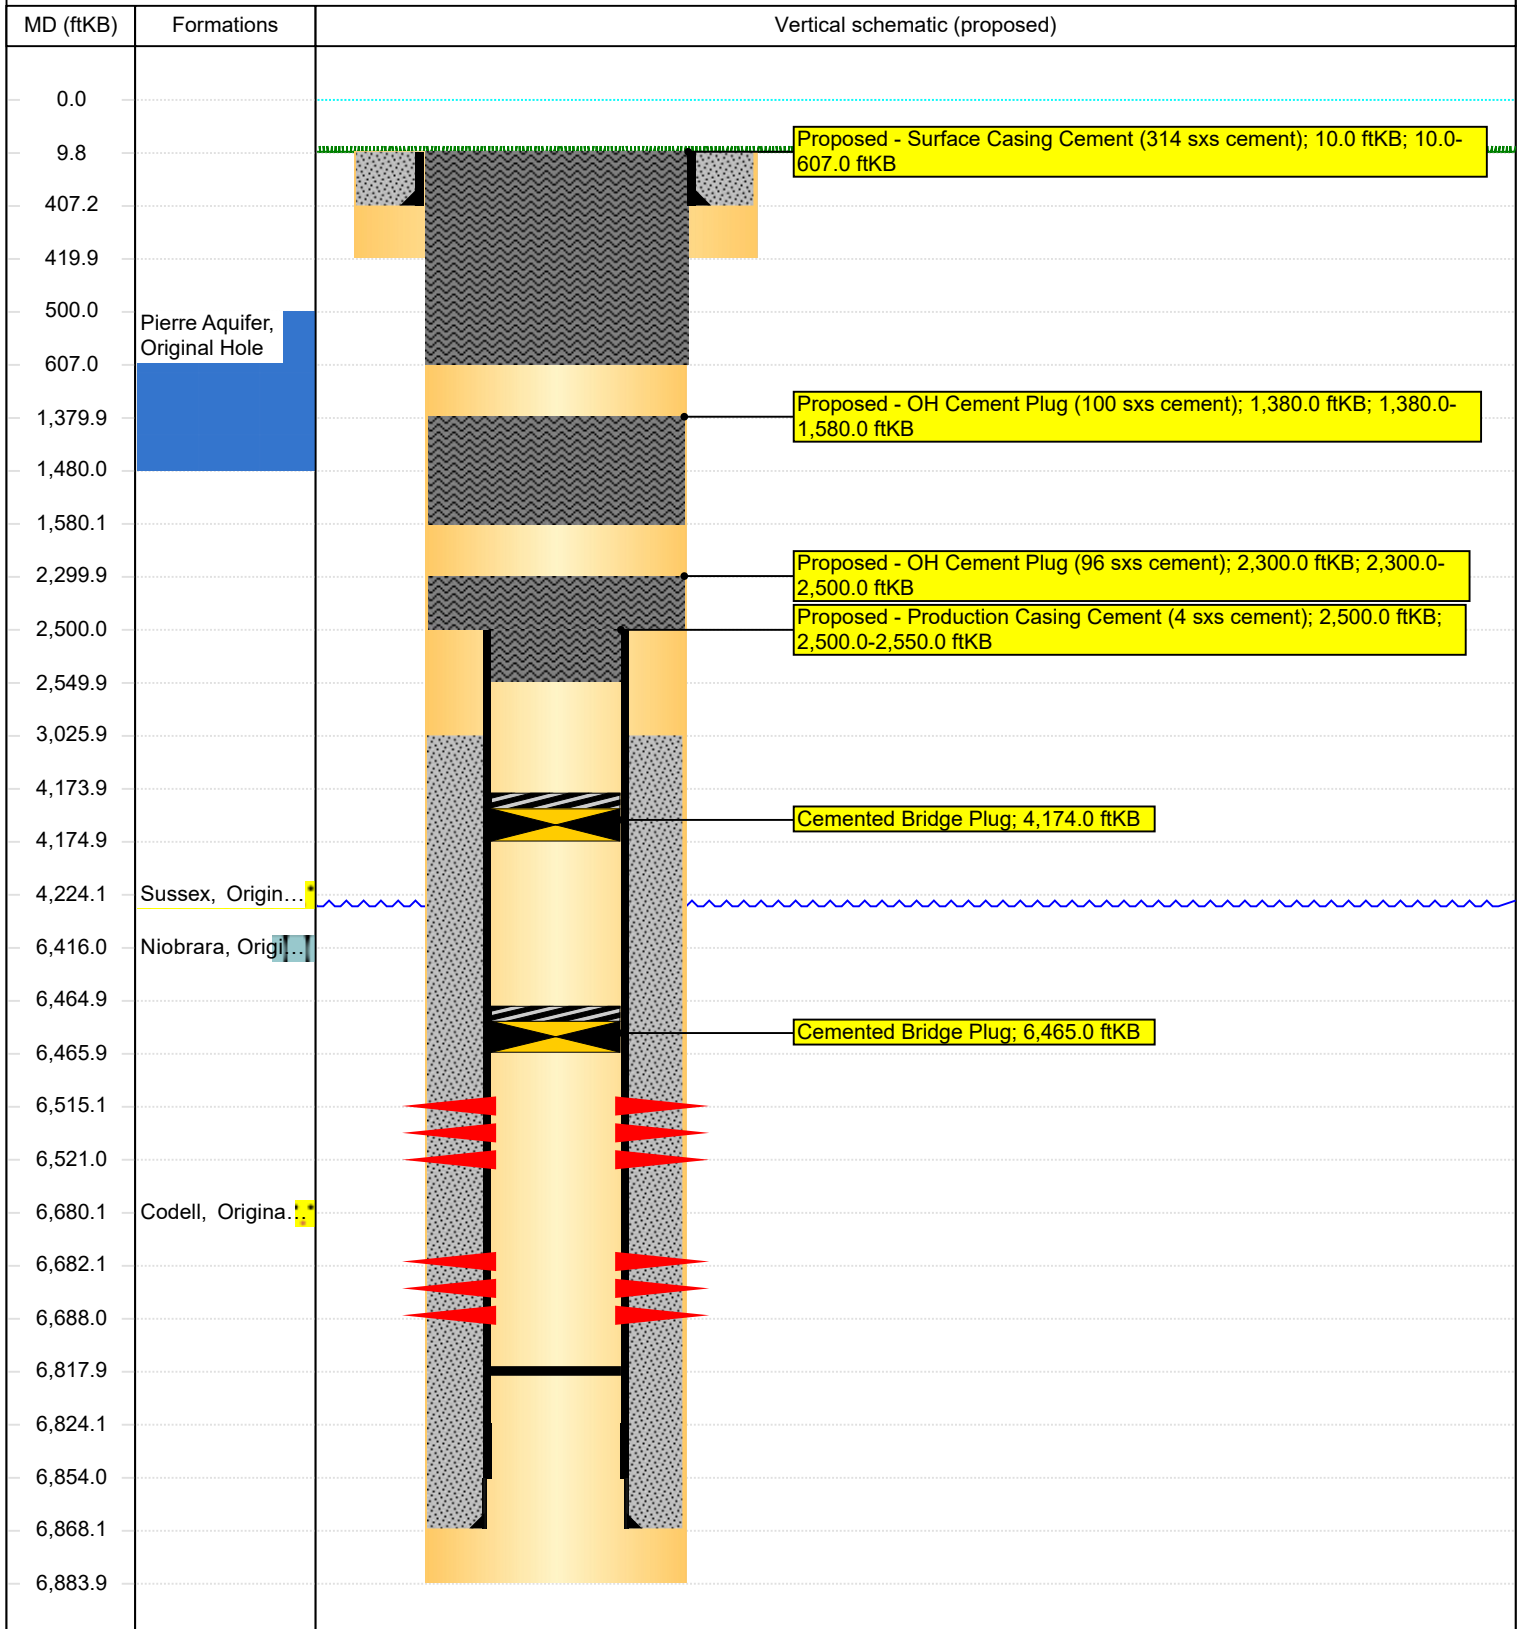 MD (ftKB)
Formations
Vertical schematic (proposed)
0.0
9.8
Proposed - Surface Casing Cement (314 sxs cement); 10.0 ftKB; 10.0-
607.0 ftKB
407.2
419.9
500.0
Pierre Aquifer,
Original Hole
607.0
1,379.9
Proposed - OH Cement Plug (100 sxs cement); 1,380.0 ftKB; 1,380.0-
1,580.0 ftKB
1,480.0
1,580.1
2,299.9
Proposed - OH Cement Plug (96 sxs cement); 2,300.0 ftKB; 2,300.0-
2,500.0 ftKB
2,500.0
Proposed - Production Casing Cement (4 sxs cement); 2,500.0 ftKB;
2,500.0-2,550.0 ftKB
2,549.9
3,025.9
4,173.9
Cemented Bridge Plug; 4,174.0 ftKB
4,174.9
4,224.1
Sussex, Origin...
6,416.0
Niobrara, Origi...
6,464.9
Cemented Bridge Plug; 6,465.0 ftKB
6,465.9
6,515.1
6,521.0
6,680.1
Codell, Origina...
6,682.1
6,688.0
6,817.9
6,824.1
6,854.0
6,868.1
6,883.9